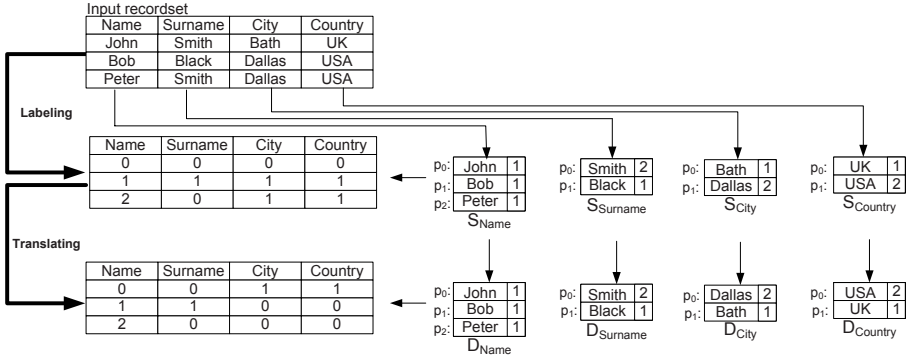 Input recordset
Name Surname City Country
John Smith Bath UK
Bob Black Dallas USA
Peter Smith Dallas USA
Labeling
Name Surname City Country
0 0 0 0
1 1 1 1
2 0 1 1
p0: John 1
p1: Bob 1
p2: Peter 1
SName
p0: Smith 2
p1: Black 1
SSurname
p0: Bath 1
p1: Dallas 2
SCity
p0: UK 1
p1: USA 2
SCountry
Translating
Name Surname City Country
0 0 1 1
1 1 0 0
2 0 0 0
p0: John 1
p1: Bob 1
p2: Peter 1
DName
p0: Smith 2
p1: Black 1
DSurname
p0: Dallas 2
p1: Bath 1
DCity
p0: USA 2
p1: UK 1
DCountry